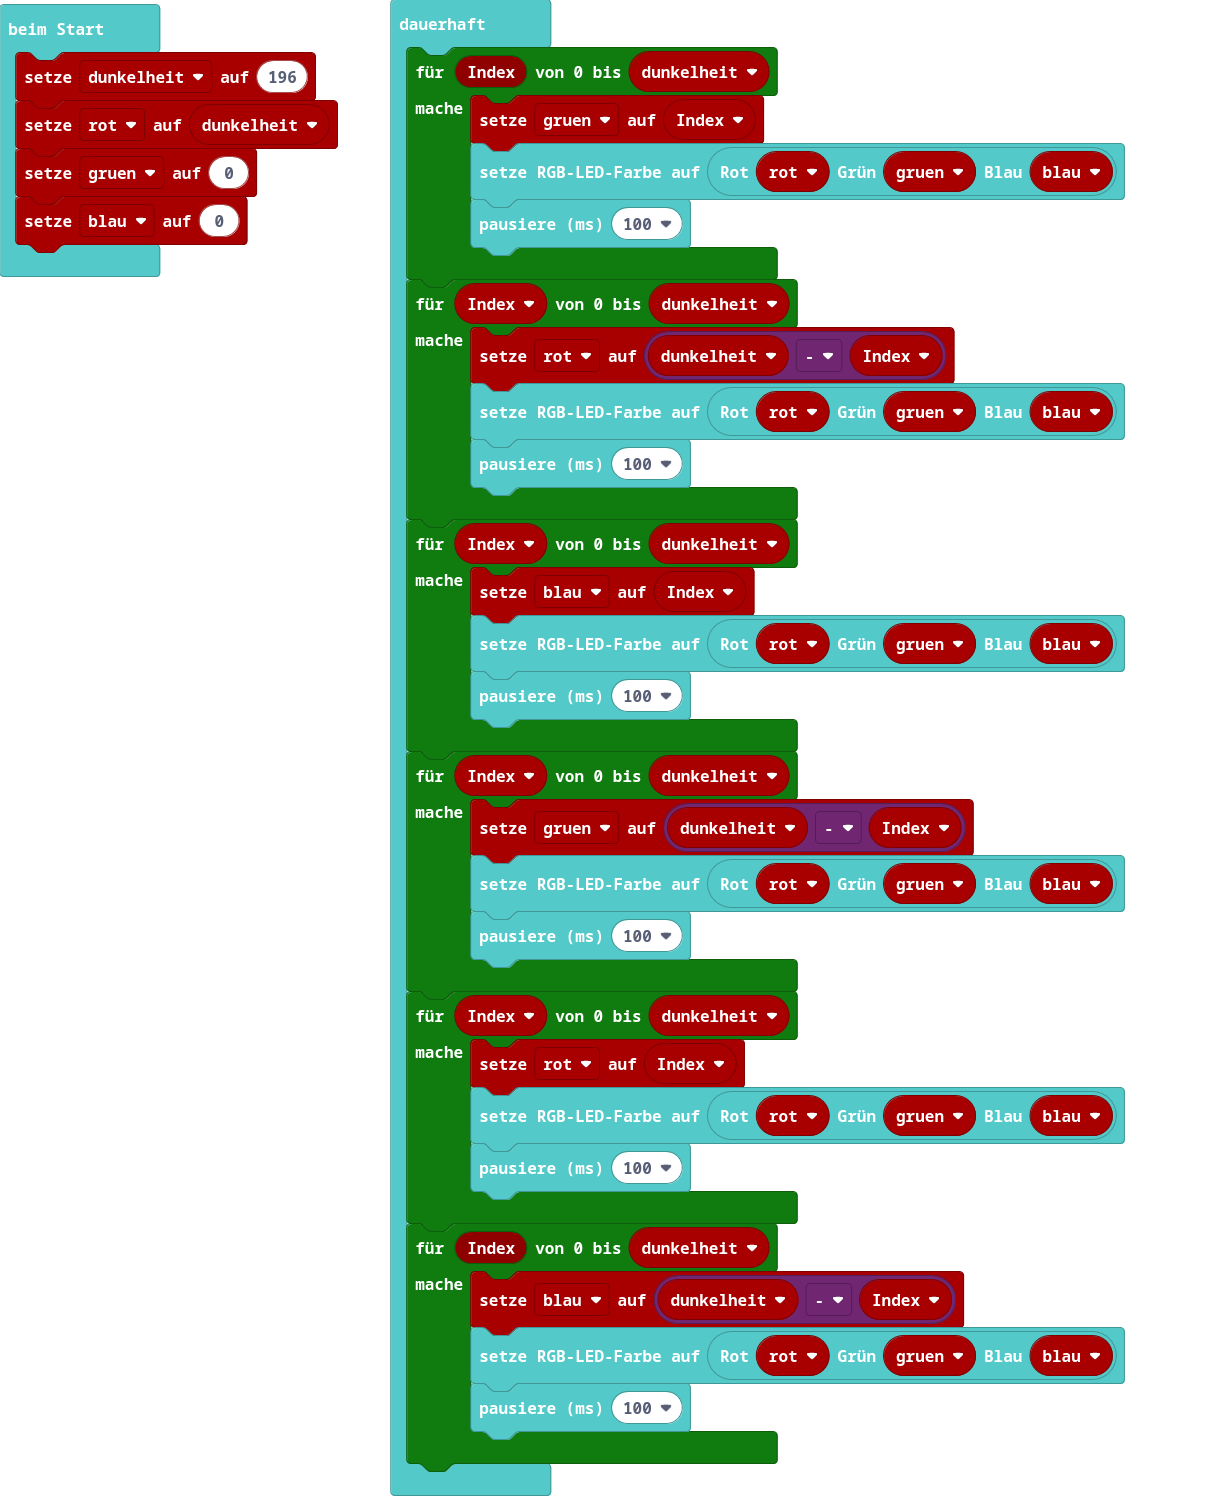 beim Start
setze dunkelheit auf 196
setze rot auf dunkelheit
setze gruen auf 0
setze blau auf 0
dauerhaft
für Index von 0 bis dunkelheit
mache
setze gruen auf Index
setze RGB-LED-Farbe auf Rot rot Grün gruen Blau blau
pausiere (ms) 100
für Index von 0 bis dunkelheit
mache
setze rot auf dunkelheit - Index
setze RGB-LED-Farbe auf Rot rot Grün gruen Blau blau
pausiere (ms) 100
für Index von 0 bis dunkelheit
mache
setze blau auf Index
setze RGB-LED-Farbe auf Rot rot Grün gruen Blau blau
pausiere (ms) 100
für Index von 0 bis dunkelheit
mache
setze gruen auf dunkelheit - Index
setze RGB-LED-Farbe auf Rot rot Grün gruen Blau blau
pausiere (ms) 100
für Index von 0 bis dunkelheit
mache
setze rot auf Index
setze RGB-LED-Farbe auf Rot rot Grün gruen Blau blau
pausiere (ms) 100
für Index von 0 bis dunkelheit
mache
setze blau auf dunkelheit - Index
setze RGB-LED-Farbe auf Rot rot Grün gruen Blau blau
pausiere (ms) 100